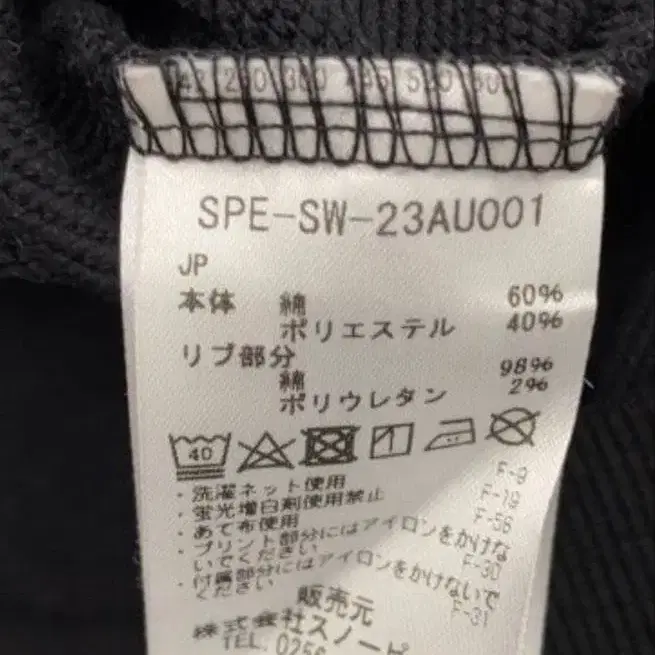 SPE-SW-23AU001
JP
本体 綿 60%
ポリエステル 40%
リブ部分
綿 98%
ポリウレタン 2%
40
・洗濯ネット使用 F-9
・蛍光増白剤使用禁止 F-19
・あて布使用 F-56
・プリント部分にはアイロンをかけな
いでください F-30
・付属部分にはアイロンをかけないで
ください F-31
販売元
株式会社スノーピ
TEL. 0256